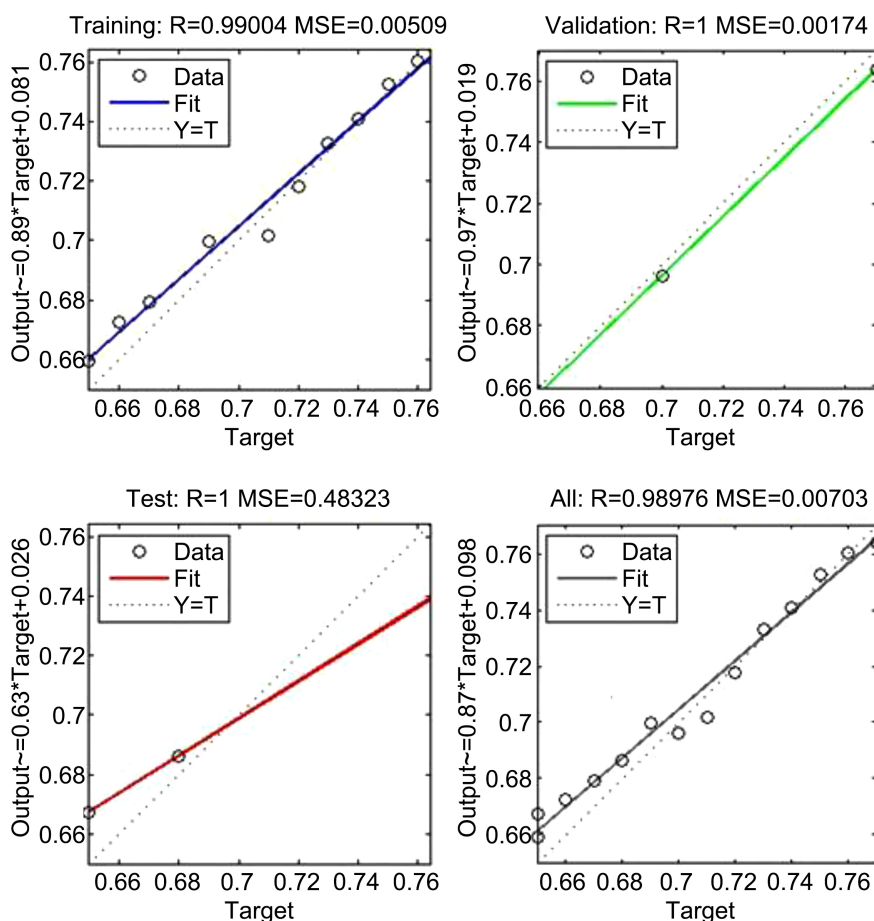 Training: R=0.99004 MSE=0.00509
Output~=0.89*Target+0.081
0.76
0.74
0.72
0.7
0.68
0.66
Data
Fit
Y=T
0.66 0.68 0.7 0.72 0.74 0.76
Target
Validation: R=1 MSE=0.00174
Output~=0.97*Target+0.019
0.76
0.74
0.72
0.7
0.68
0.66
Data
Fit
Y=T
0.66 0.68 0.7 0.72 0.74 0.76
Target
Test: R=1 MSE=0.48323
Output~=0.63*Target+0.026
0.76
0.74
0.72
0.7
0.68
0.66
Data
Fit
Y=T
0.66 0.68 0.7 0.72 0.74 0.76
Target
All: R=0.98976 MSE=0.00703
Output~=0.87*Target+0.098
0.76
0.74
0.72
0.7
0.68
0.66
Data
Fit
Y=T
0.66 0.68 0.7 0.72 0.74 0.76
Target